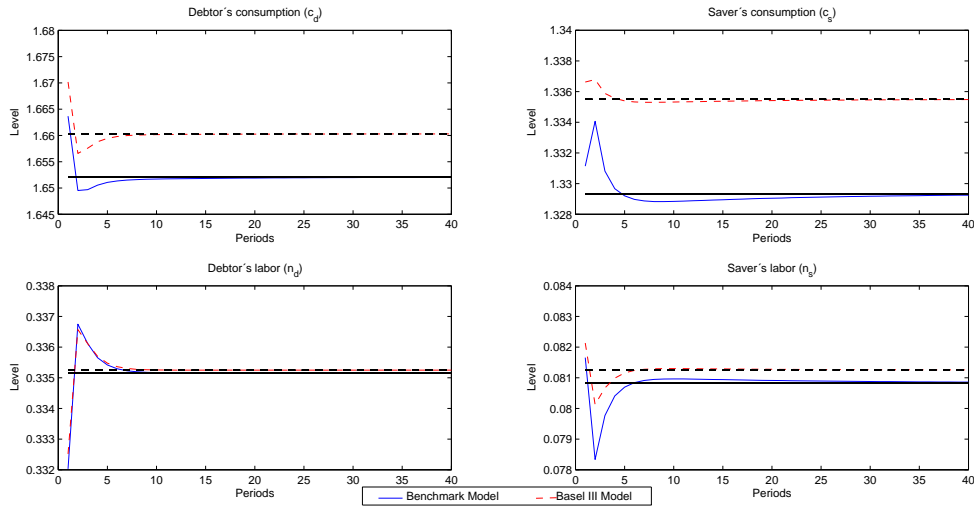 Debtor´s consumption (c_d)
1.68
1.675
1.67
1.665
1.66
1.655
1.65
1.645
Level
0 5 10 15 20 25 30 35 40
Periods
Saver´s consumption (c_s)
1.34
1.338
1.336
1.334
1.332
1.33
1.328
Level
0 5 10 15 20 25 30 35 40
Periods
Debtor´s labor (n_d)
0.338
0.337
0.336
0.335
0.334
0.333
0.332
Level
0 5 10 15 20 25 30 35 40
Periods
Saver´s labor (n_s)
0.084
0.083
0.082
0.081
0.08
0.079
0.078
Level
0 5 10 15 20 25 30 35 40
Periods
Benchmark Model
Basel III Model